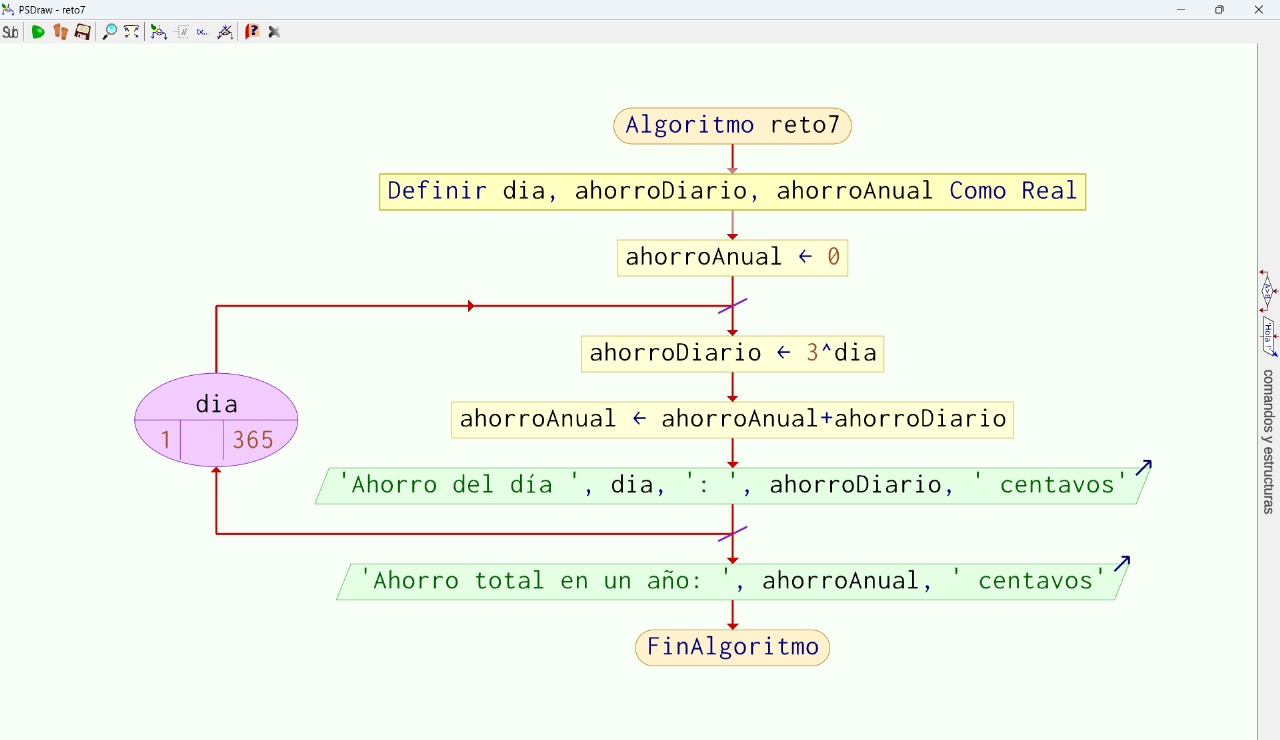 PSDraw - reto7
Sub
Algoritmo reto7
Definir dia, ahorroDiario, ahorroAnual Como Real
ahorroAnual ← 0
ahorroDiario ← 3^dia
dia
1 365
ahorroAnual ← ahorroAnual+ahorroDiario
'Ahorro del día ', dia, ': ', ahorroDiario, ' centavos'
'Ahorro total en un año: ', ahorroAnual, ' centavos'
FinAlgoritmo
comandos y estructuras